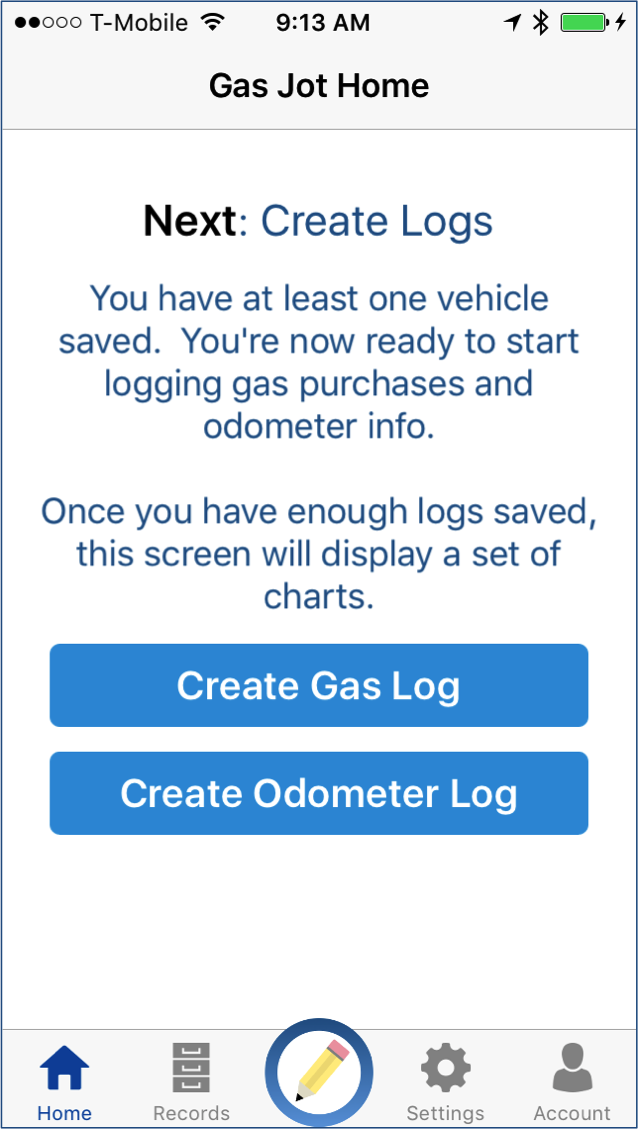 T-Mobile 9:13 AM
Gas Jot Home
Next: Create Logs
You have at least one vehicle
saved.  You're now ready to start
logging gas purchases and
odometer info.
Once you have enough logs saved,
this screen will display a set of
charts.
Create Gas Log
Create Odometer Log
Home Records Settings Account